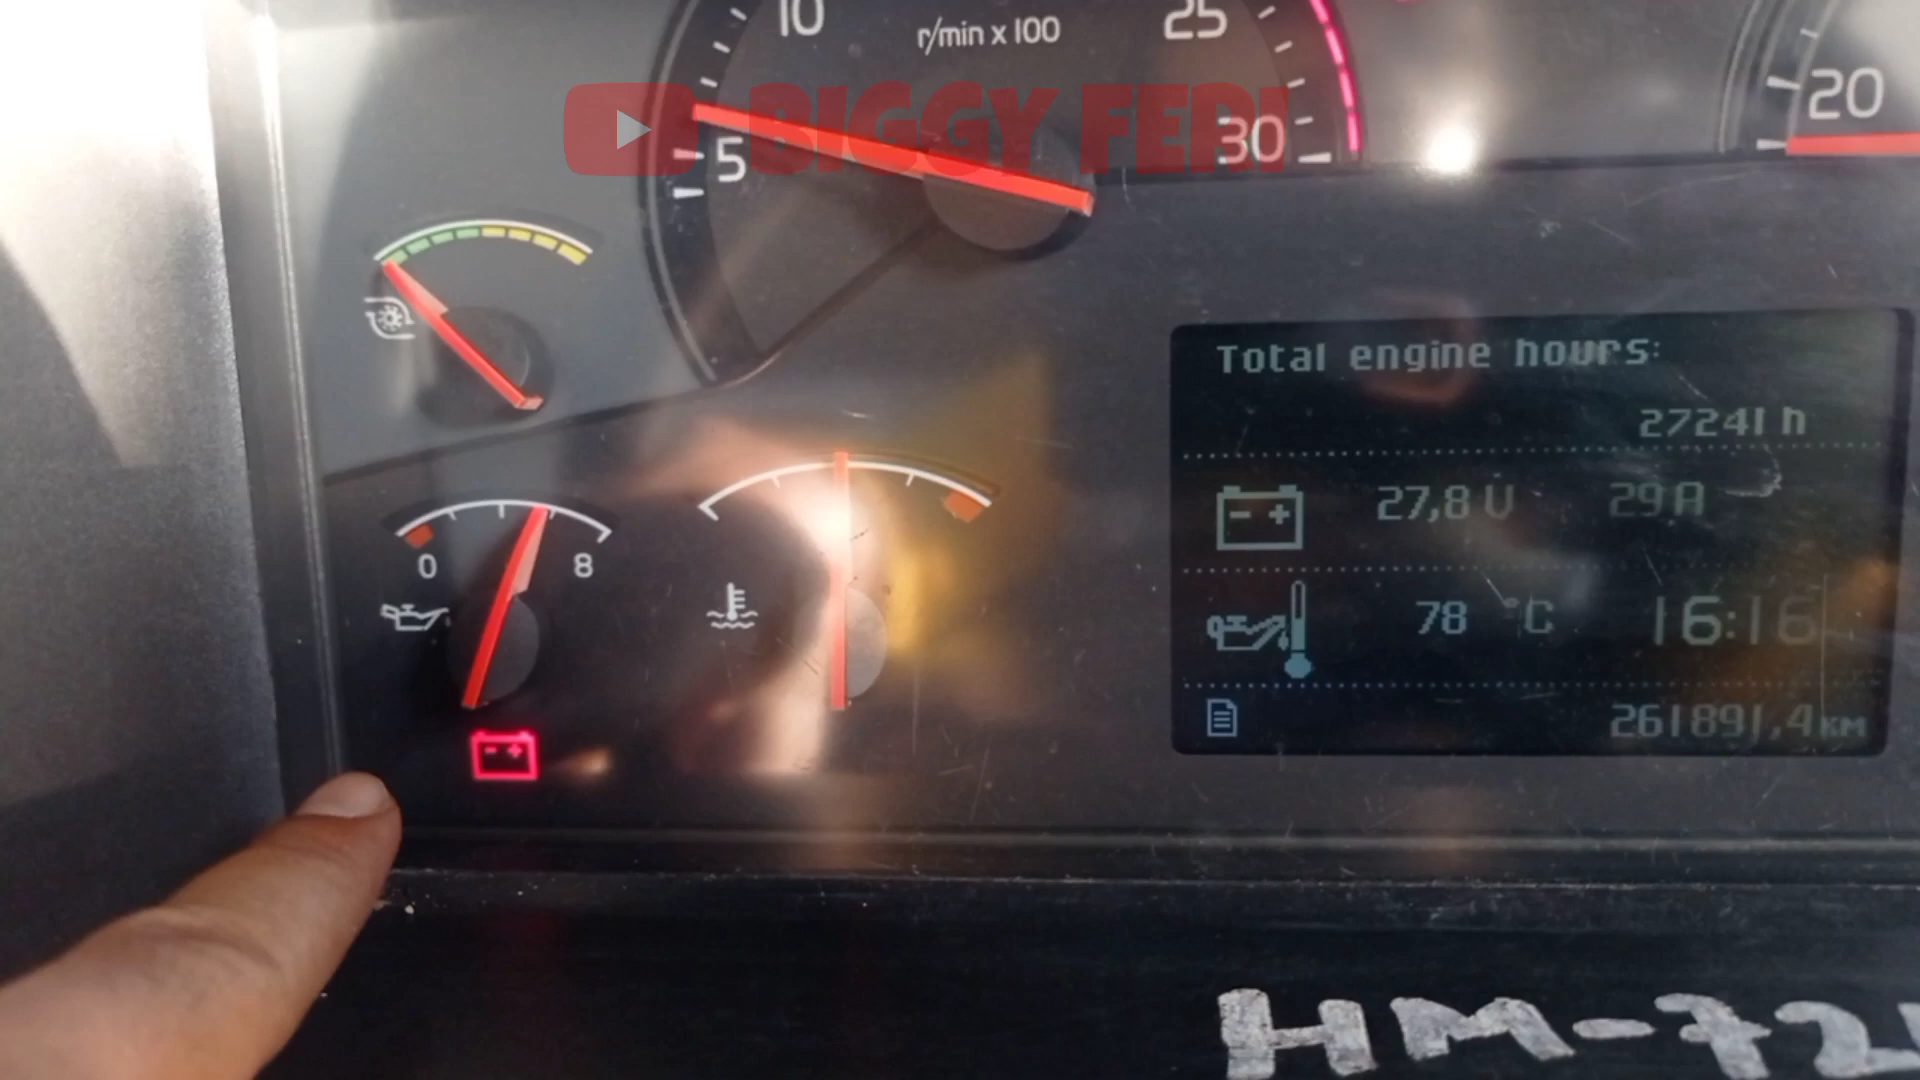 10
r/min x 100
25
BIGGY FERI
20
5
30
Total engine hours:
27241 h
27,8 V 29 A
0 8
78 °C 16:16
261891,4 KM
HM-72